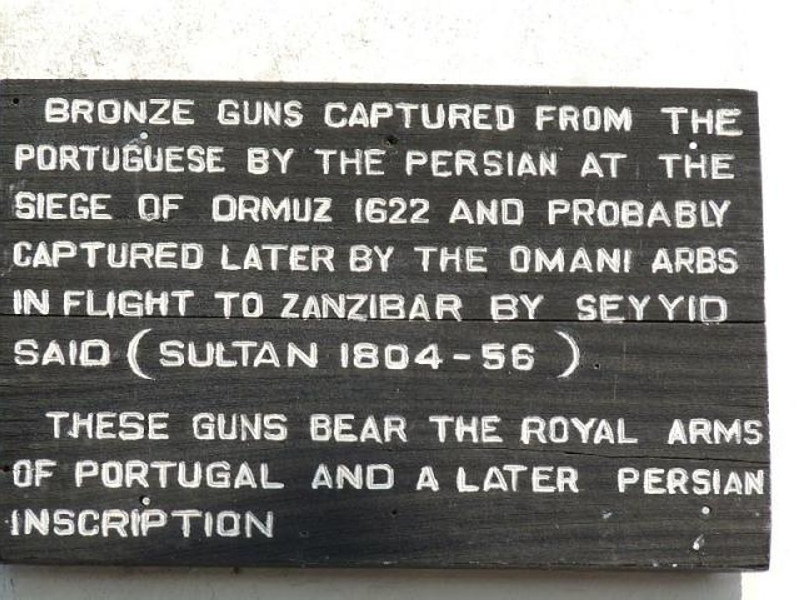 BRONZE GUNS CAPTURED FROM THE
PORTUGUESE BY THE PERSIAN AT THE
SIEGE OF ORMUZ 1622 AND PROBABLY
CAPTURED LATER BY THE OMANI ARBS
IN FLIGHT TO ZANZIBAR BY SEYYID
SAID (SULTAN 1804-56)
THESE GUNS BEAR THE ROYAL ARMS
OF PORTUGAL AND A LATER PERSIAN
INSCRIPTION